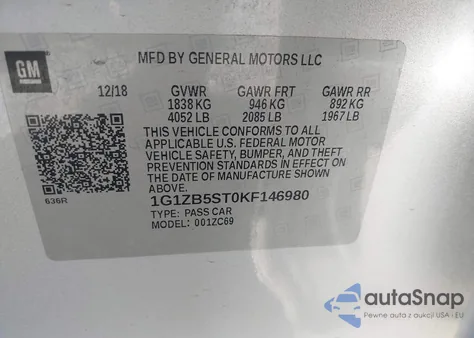 GM
MFD BY GENERAL MOTORS LLC
12/18 GVWR GAWR FRT GAWR RR
1838 KG 946 KG 892 KG
4052 LB 2085 LB 1967 LB
THIS VEHICLE CONFORMS TO ALL
APPLICABLE U.S. FEDERAL MOTOR
VEHICLE SAFETY, BUMPER, AND THEFT
PREVENTION STANDARDS IN EFFECT ON
THE DATE OF MANUFACTURE
SHOWN ABOVE.
636R
1G1ZB5ST0KF146980
TYPE: PASS CAR
MODEL: 001ZC69
autoSnap
Pewne auta z aukcji USA i EU